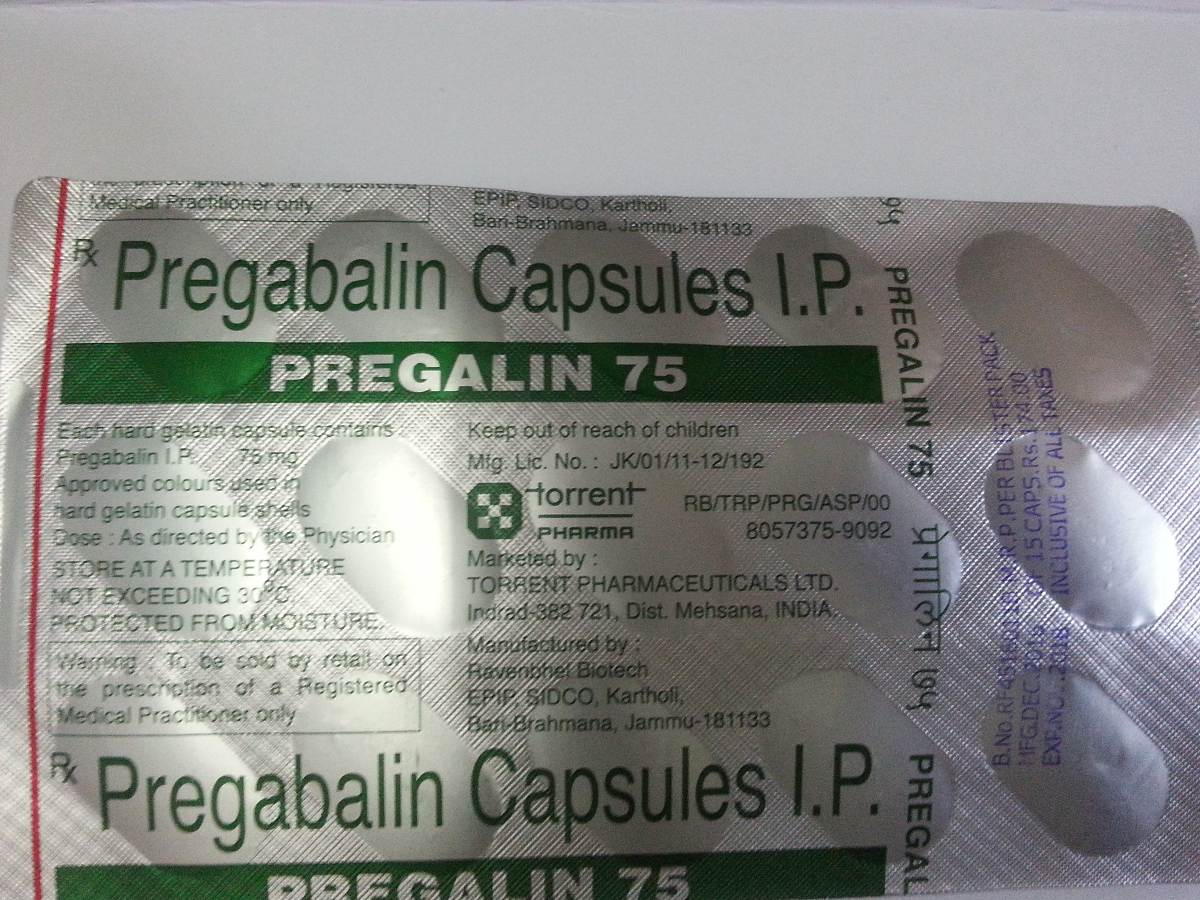 Medical Practitioner only
EPIP, SIDCO, Kartholi,
Bari-Brahmana, Jammu-181133
Rx Pregabalin Capsules I.P.
PREGALIN 75
Each hard gelatin capsule contains
Pregabalin I.P. 75 mg
Approved colours used in
hard gelatin capsule shells
Dose : As directed by the Physician
STORE AT A TEMPERATURE
NOT EXCEEDING 30°C.
PROTECTED FROM MOISTURE.
Warning : To be sold by retail on
the prescription of a Registered
Medical Practitioner only
Keep out of reach of children
Mfg. Lic. No. : JK/01/11-12/192
torrent
PHARMA
RB/TRP/PRG/ASP/00
8057375-9092
Marketed by :
TORRENT PHARMACEUTICALS LTD.
Indrad-382 721, Dist. Mehsana, INDIA.
Manufactured by :
Ravenbhel Biotech
EPIP, SIDCO, Kartholi,
Bari-Brahmana, Jammu-181133
Rx Pregabalin Capsules I.P.
PREGALIN 75
७५
PREGALIN 75
प्रेगालिन ७५
PREGAL
M.R.P.PER BLISTER PACK
MFG.DEC.2016 OF 15 CAPS.Rs.174.00
2018 INCLUSIVE OF ALL TAXES